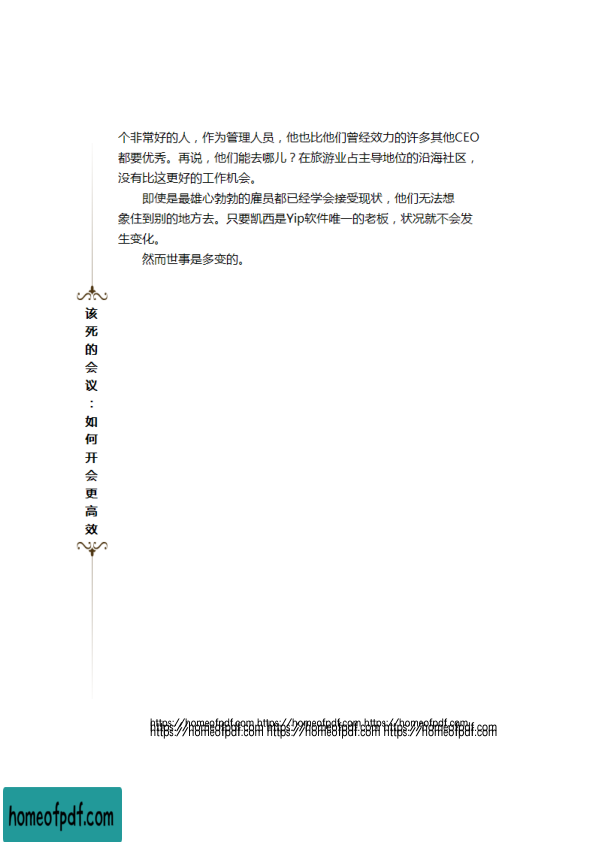 个非常好的人，作为管理人员，他也比他们曾经效力的许多其他CEO
都要优秀。再说，他们能去哪儿？在旅游业占主导地位的沿海社区，
没有比这更好的工作机会。
即使是最雄心勃勃的雇员都已经学会接受现状，他们无法想
象住到别的地方去。只要凯西是Yip软件唯一的老板，状况就不会发
生变化。
然而世事是多变的。
该死的会议：如何开会更高效
https://homeofpdf.com https://homeofpdf.com https://homeofpdf.com
https://homeofpdf.com https://homeofpdf.com https://homeofpdf.com
homeofpdf.com